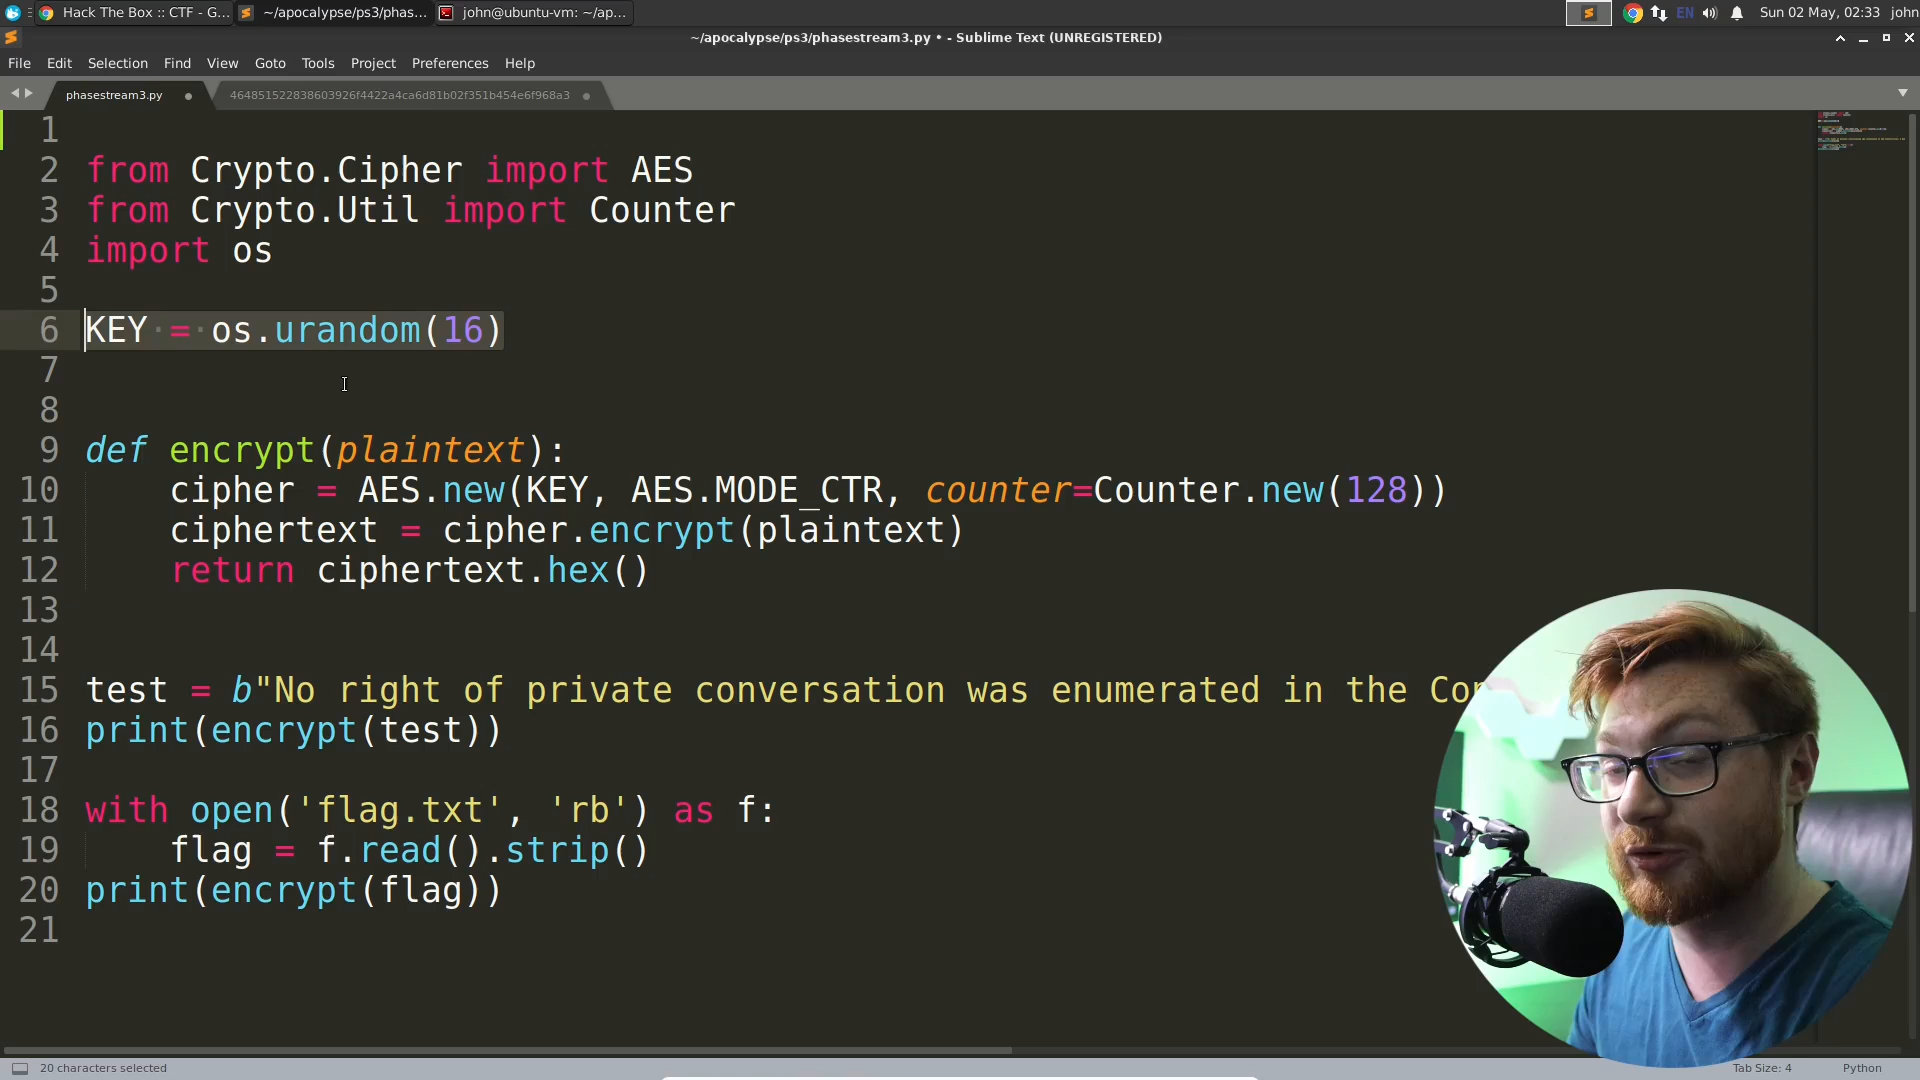 Hack The Box :: CTF - G...
~/apocalypse/ps3/phas...
john@ubuntu-vm: ~/ap...
EN
Sun 02 May, 02:33
john
~/apocalypse/ps3/phasestream3.py • - Sublime Text (UNREGISTERED)
File Edit Selection Find View Goto Tools Project Preferences Help
phasestream3.py
464851522838603926f4422a4ca6d81b02f351b454e6f968a3
1
2 from Crypto.Cipher import AES
3 from Crypto.Util import Counter
4 import os
5
6 KEY = os.urandom(16)
7
8
9 def encrypt(plaintext):
10 cipher = AES.new(KEY, AES.MODE_CTR, counter=Counter.new(128))
11 ciphertext = cipher.encrypt(plaintext)
12 return ciphertext.hex()
13
14
15 test = b"No right of private conversation was enumerated in the
16 print(encrypt(test))
17
18 with open('flag.txt', 'rb') as f:
19 flag = f.read().strip()
20 print(encrypt(flag))
21
20 characters selected
Tab Size: 4
Python